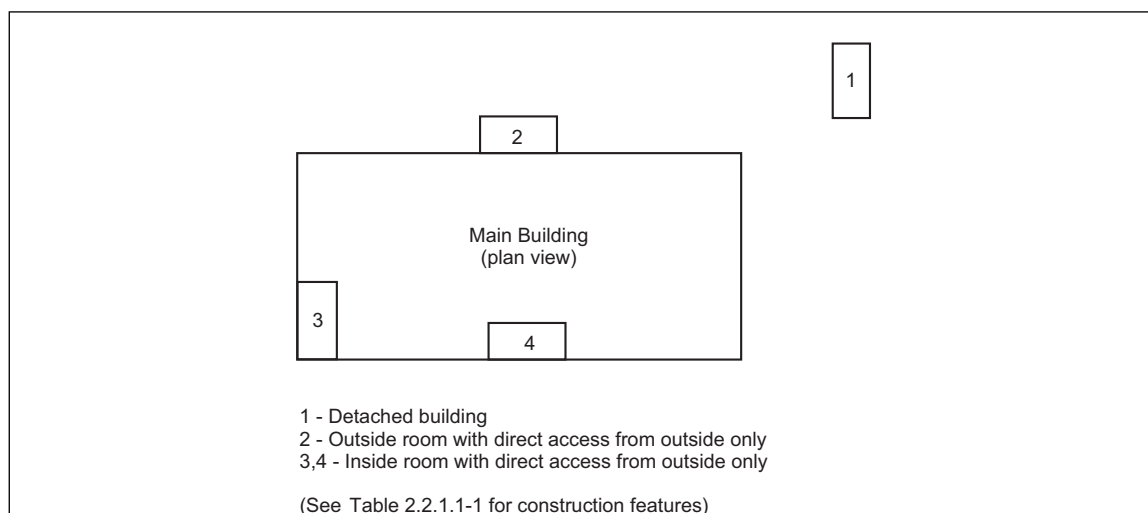 1
2
Main Building
(plan view)
3
4
1 - Detached building
2 - Outside room with direct access from outside only
3,4 - Inside room with direct access from outside only
(See Table 2.2.1.1-1 for construction features)